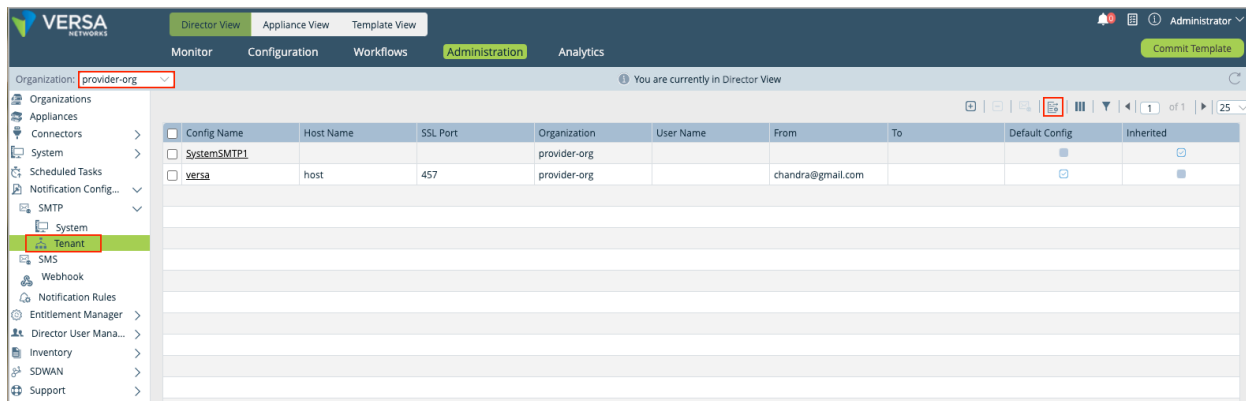 VERSA
NETWORKS
Director View Appliance View Template View
0 Administrator
Monitor Configuration Workflows Administration Analytics
Commit Template
Organization: provider-org
You are currently in Director View
Organizations
Appliances
Connectors
System
Scheduled Tasks
Notification Config...
SMTP
System
Tenant
SMS
Webhook
Notification Rules
Entitlement Manager
Director User Mana...
Inventory
SDWAN
Support
1 of 1 25
Config Name Host Name SSL Port Organization User Name From To Default Config Inherited
SystemSMTP1 provider-org
versa host 457 provider-org chandra@gmail.com